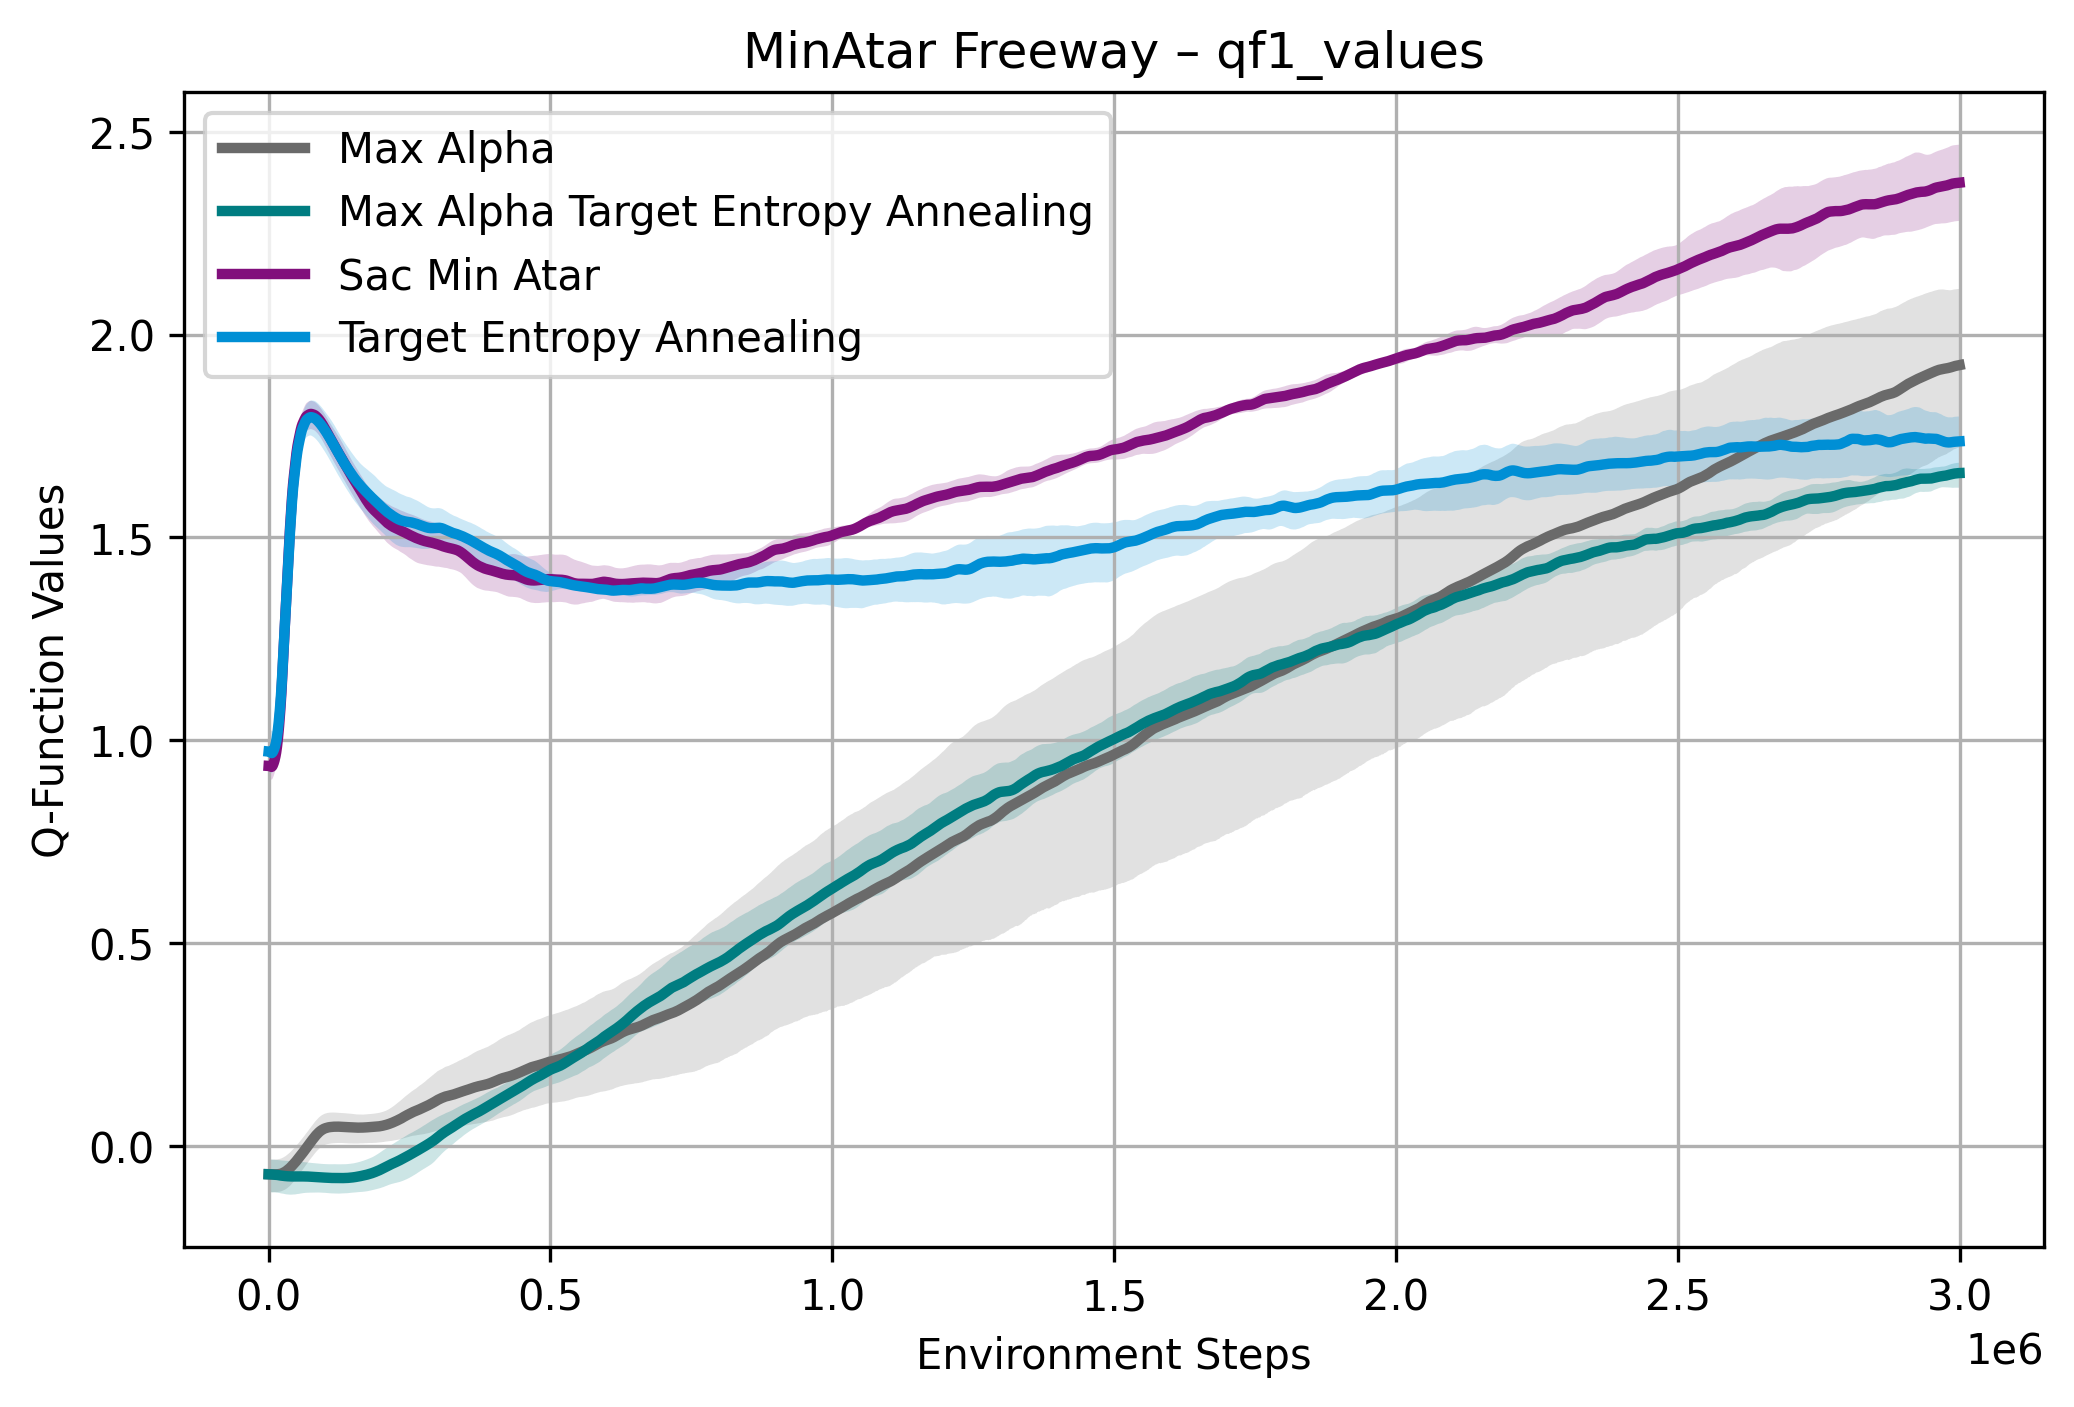 MinAtar Freeway – qf1_values
Max Alpha
Max Alpha Target Entropy Annealing
Sac Min Atar
Target Entropy Annealing
2.5
2.0
1.5
1.0
0.5
0.0
Q-Function Values
0.0 0.5 1.0 1.5 2.0 2.5 3.0
1e6
Environment Steps